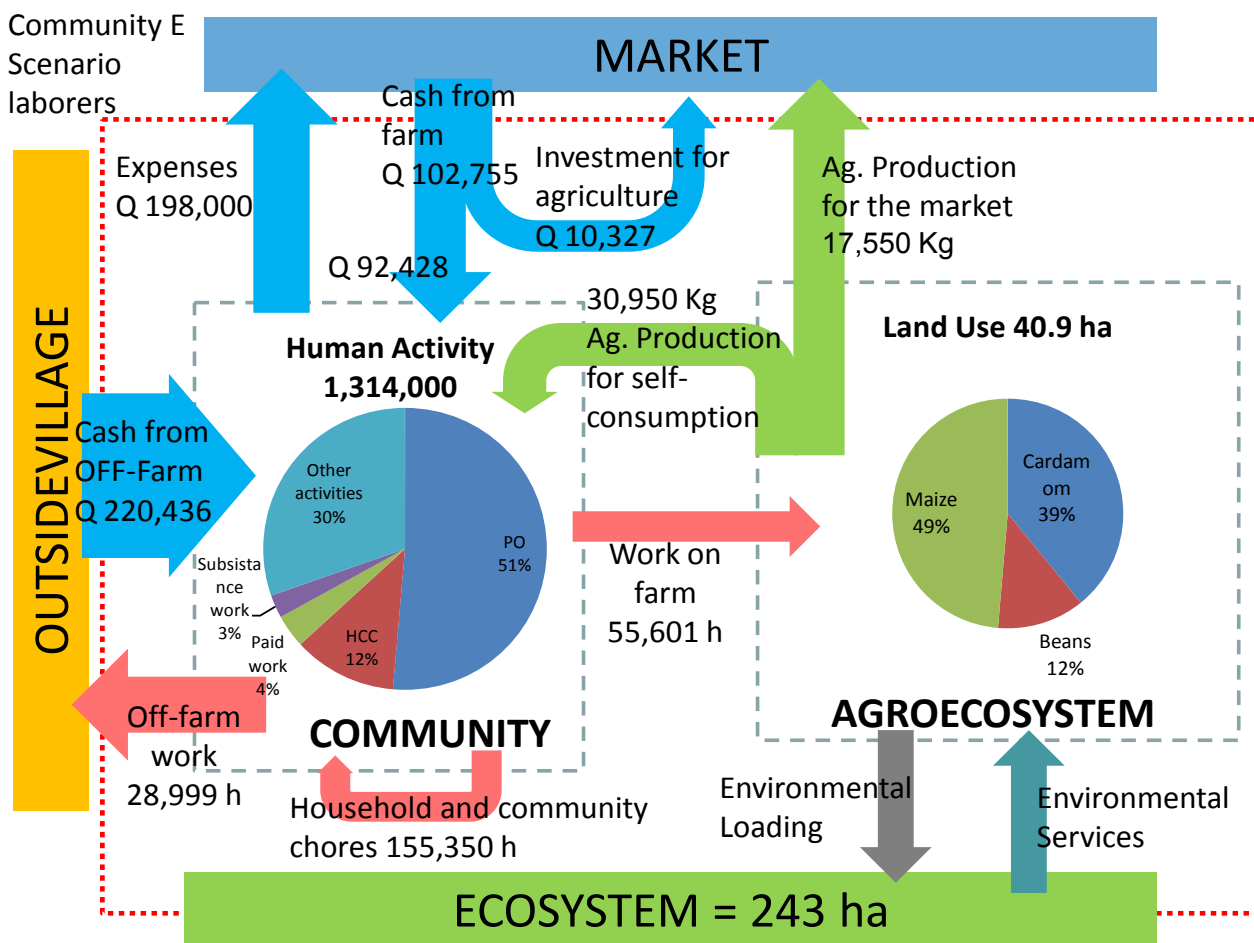 Community E
Scenario
laborers
MARKET
Cash from
farm
Q 102,755
Expenses
Q 198,000
Investment for
agriculture
Q 10,327
Ag. Production
for the market
17,550 Kg
Q 92,428
30,950 Kg
Ag. Production
for self-
consumption
OUTSIDEVILLAGE
Human Activity
1,314,000
Land Use 40.9 ha
Cash from
OFF-Farm
Q 220,436
Other
activities
30%
PO
51%
Subsista
nce
work
3%
Paid
work
4%
HCC
12%
Work on
farm
55,601 h
Maize
49%
Cardam
om
39%
Beans
12%
COMMUNITY
AGROECOSYSTEM
Off-farm
work
28,999 h
Household and community
chores 155,350 h
Environmental
Loading
Environmental
Services
ECOSYSTEM = 243 ha